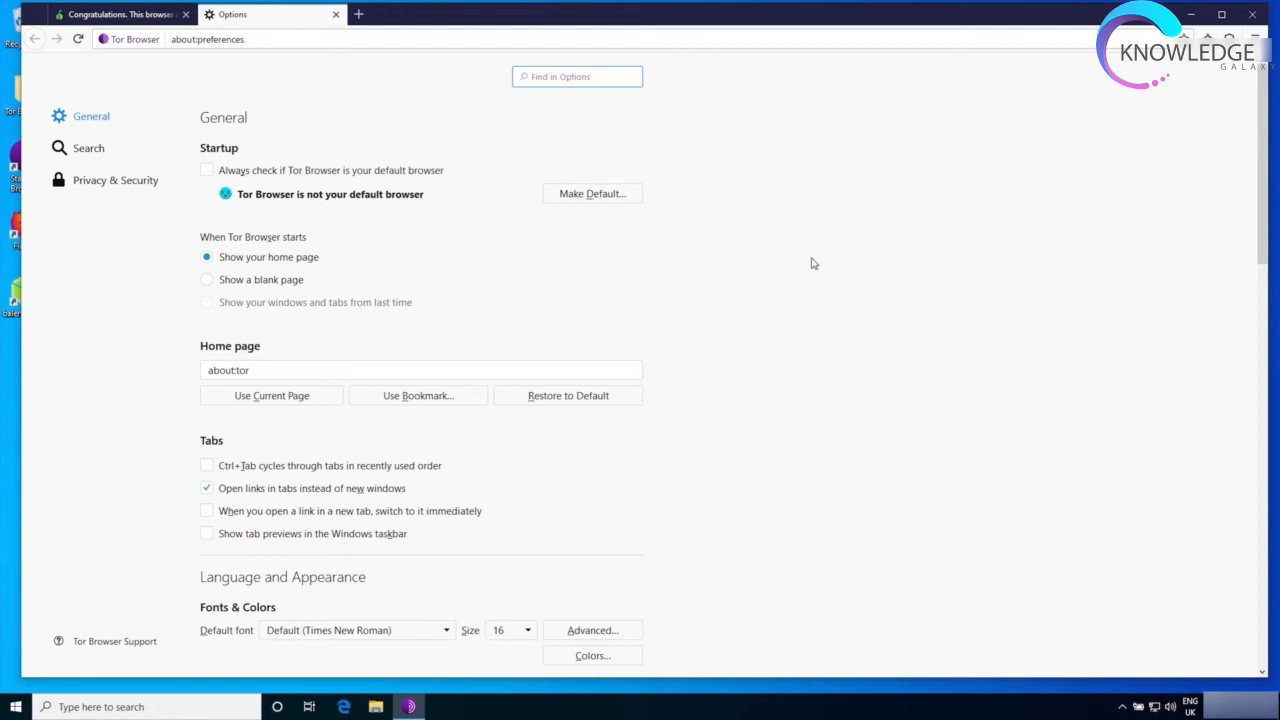 Congratulations. This browser
Options
Tor Browser
about:preferences
KNOWLEDGE
GALAXY
Find in Options
General
Search
Privacy & Security
General
Startup
Always check if Tor Browser is your default browser
Tor Browser is not your default browser
Make Default...
When Tor Browser starts
Show your home page
Show a blank page
Show your windows and tabs from last time
Home page
about:tor
Use Current Page
Use Bookmark...
Restore to Default
Tabs
Ctrl+Tab cycles through tabs in recently used order
Open links in tabs instead of new windows
When you open a link in a new tab, switch to it immediately
Show tab previews in the Windows taskbar
Language and Appearance
Fonts & Colors
Default font
Default (Times New Roman)
Size
16
Advanced...
Colors...
Tor Browser Support
Type here to search
ENG
UK